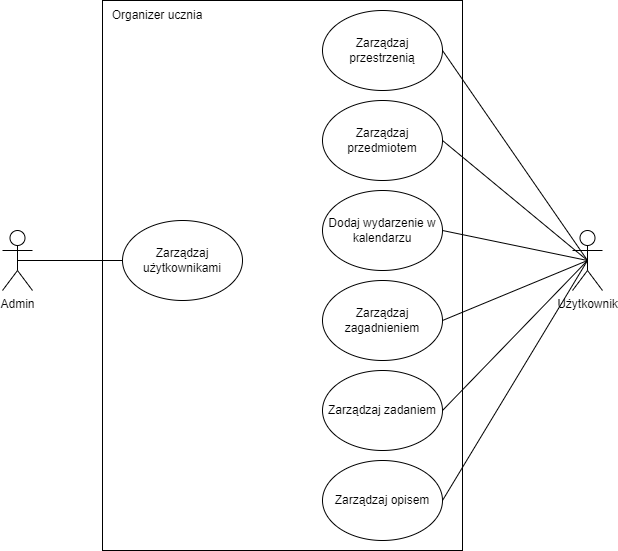 Organizer ucznia
Zarządzaj
przestrzenią
Zarządzaj
przedmiotem
Dodaj wydarzenie w
kalendarzu
Zarządzaj
użytkownikami
Zarządzaj
zagadnieniem
Zarządzaj zadaniem
Zarządzaj opisem
Admin
Użytkownik